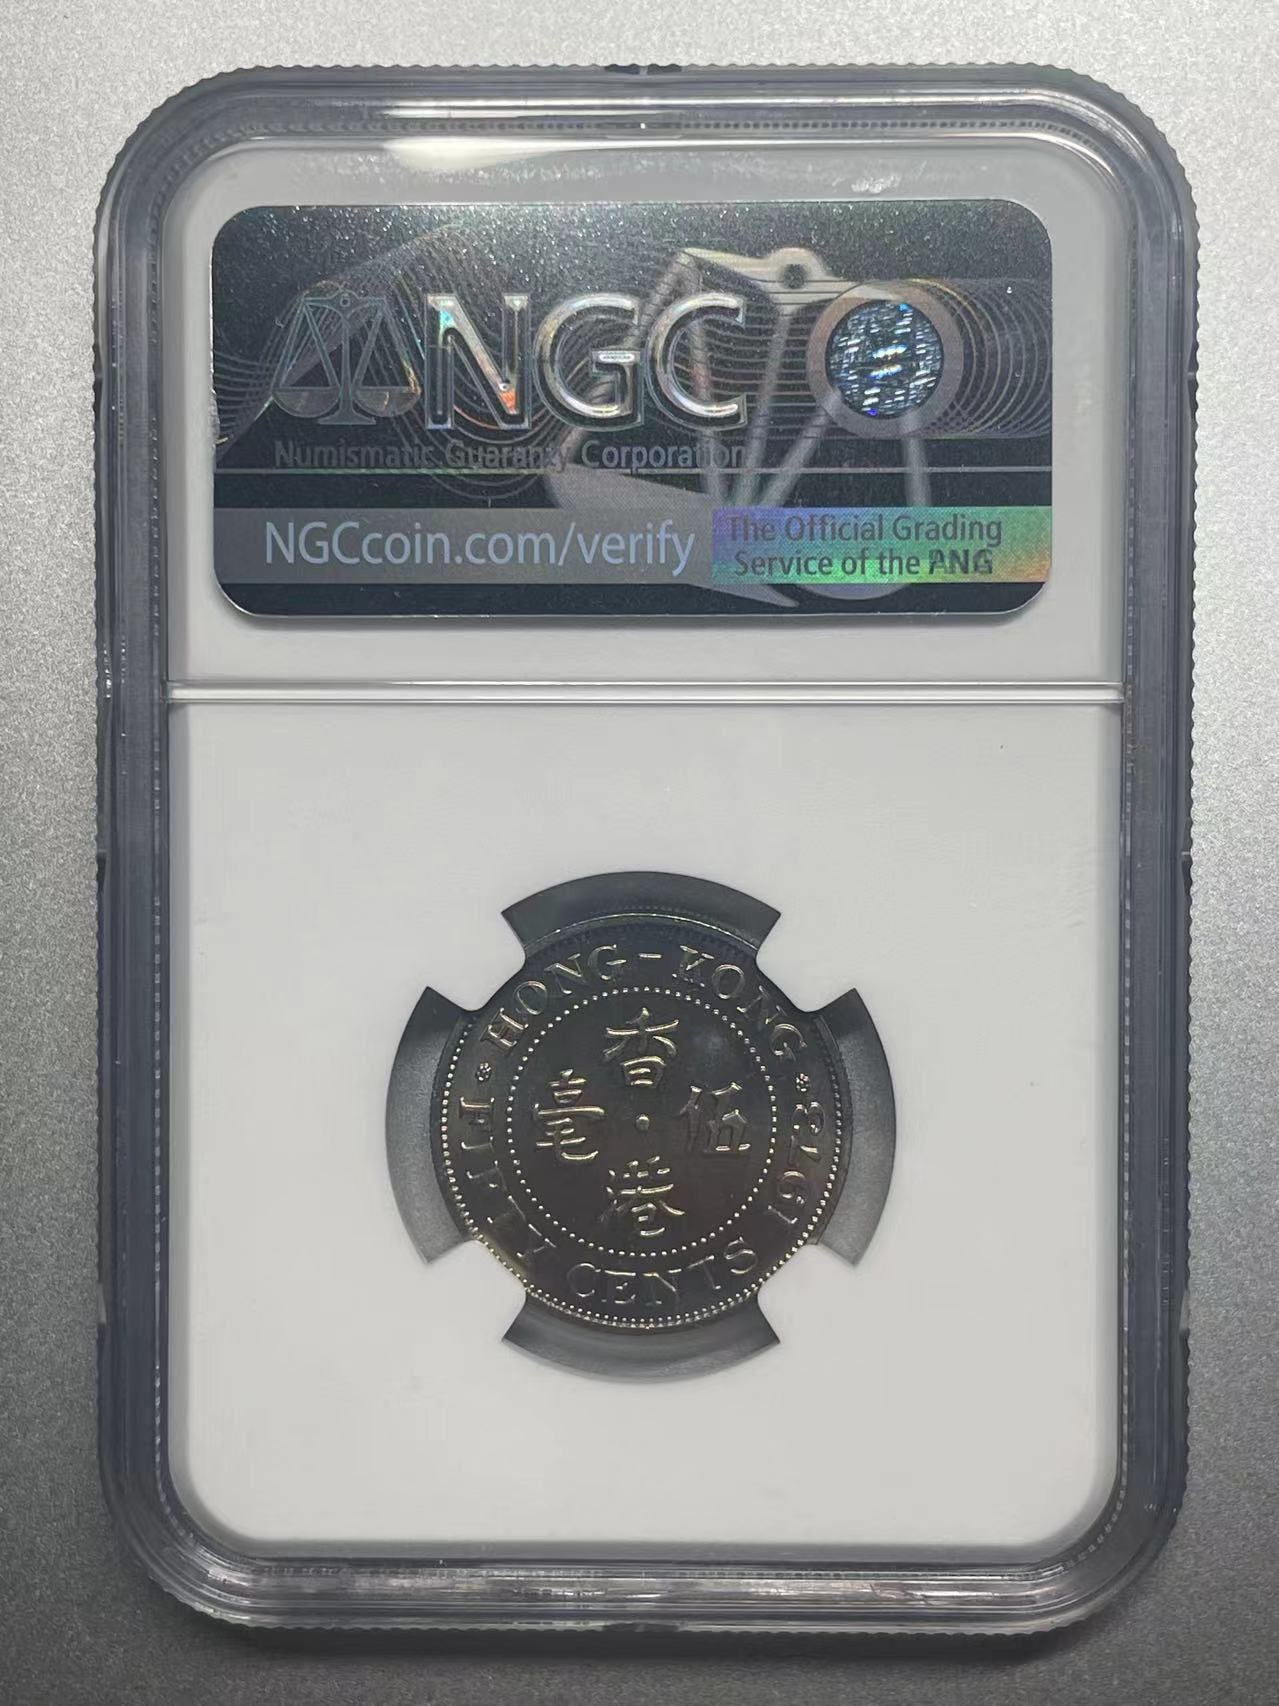 NGC
Numismatic Guaranty Corporation
NGCcoin.com/verify
The Official Grading
Service of the ANG
HONG-KONG
香
毫 · 伍
港
FIFTY CENTS
1973